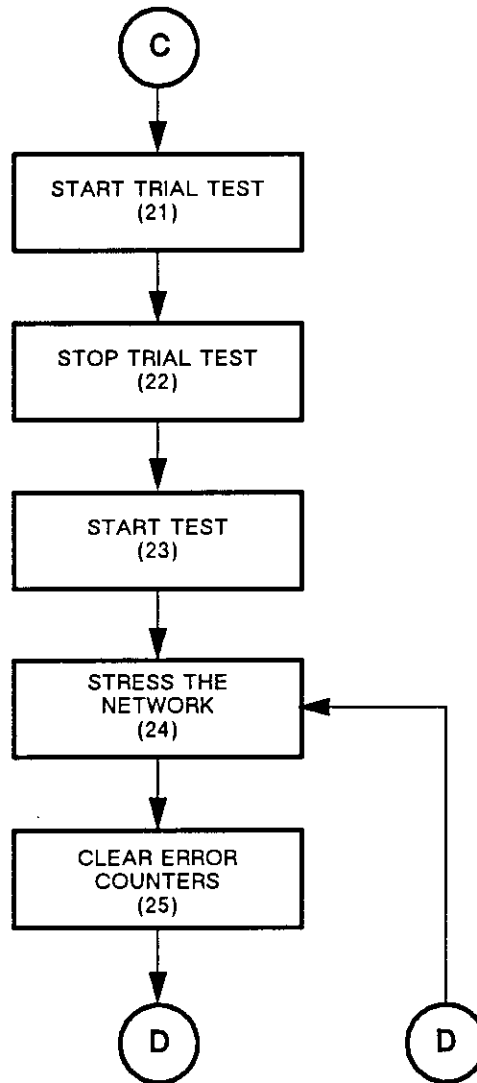 C
START TRIAL TEST
(21)
STOP TRIAL TEST
(22)
START TEST
(23)
STRESS THE
NETWORK
(24)
CLEAR ERROR
COUNTERS
(25)
D
D